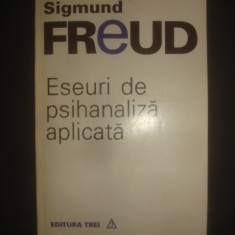 Sigmund
FReUD
Eseuri de
psihanaliză
aplicată
EDITURA TREI